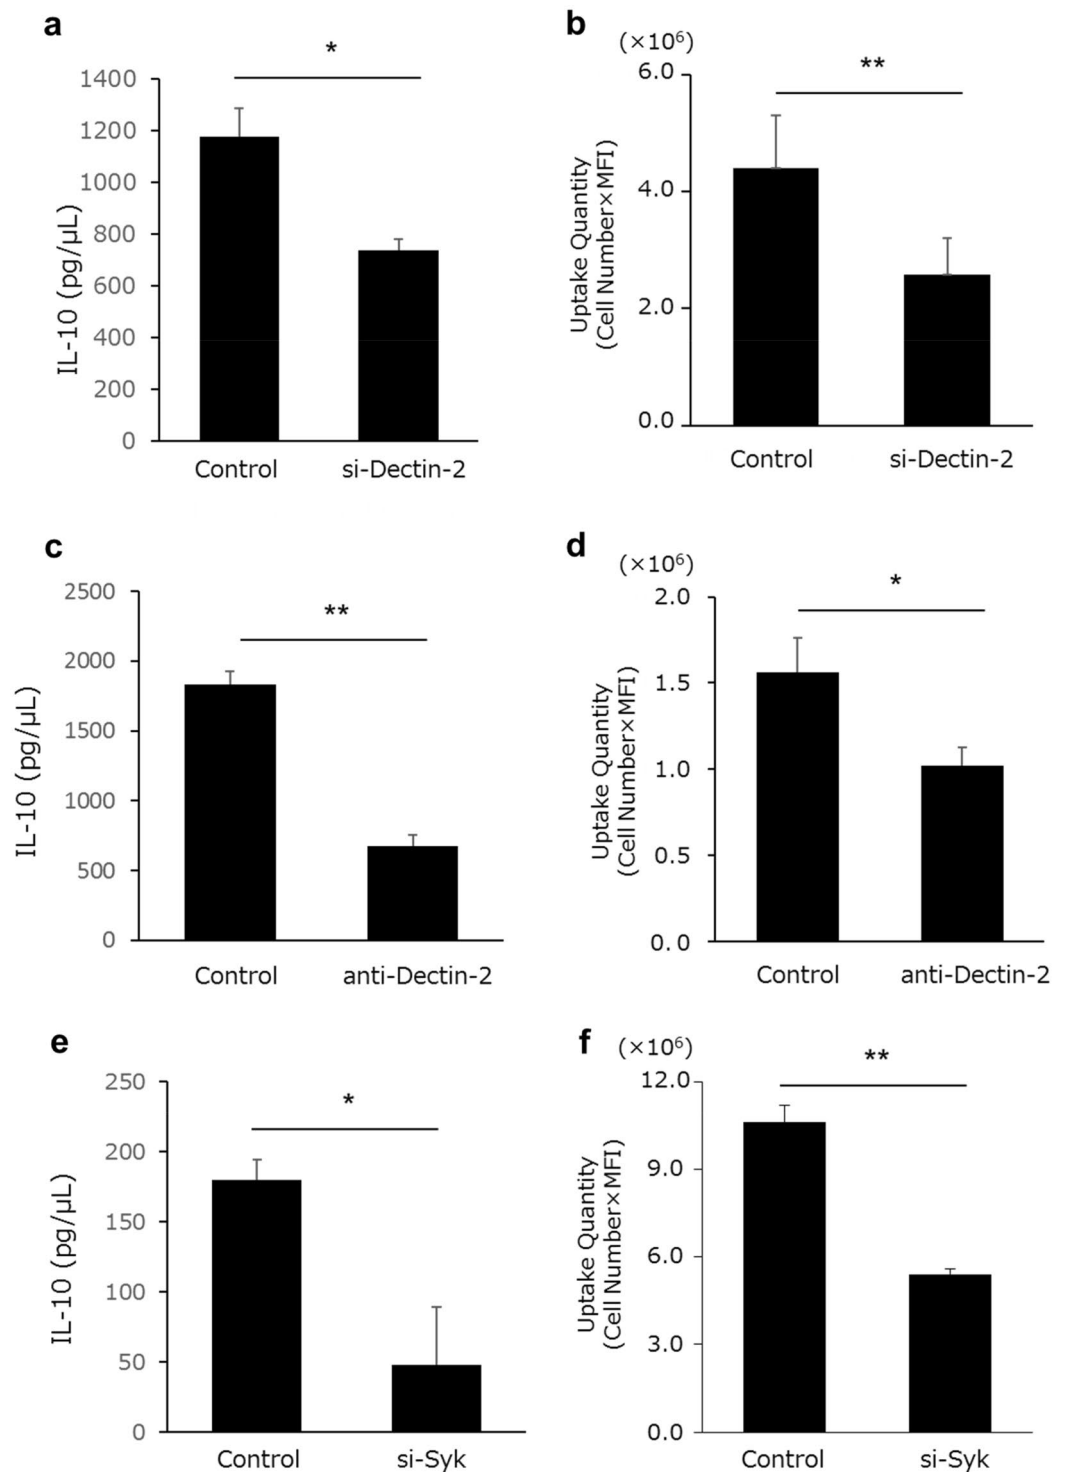 a
*
1400
1200
1000
800
600
400
200
0
IL-10 (pg/μL)
Control
si-Dectin-2
b
(×10⁶)
**
6.0
4.0
2.0
0.0
Uptake Quantity
(Cell Number×MFI)
Control
si-Dectin-2
c
**
2500
2000
1500
1000
500
0
IL-10 (pg/μL)
Control
anti-Dectin-2
d
(×10⁶)
*
2.0
1.5
1.0
0.5
0.0
Uptake Quantity
(Cell Number×MFI)
Control
anti-Dectin-2
e
*
250
200
150
100
50
0
IL-10 (pg/μL)
Control
si-Syk
f
(×10⁶)
**
12.0
9.0
6.0
3.0
0.0
Uptake Quantity
(Cell Number×MFI)
Control
si-Syk